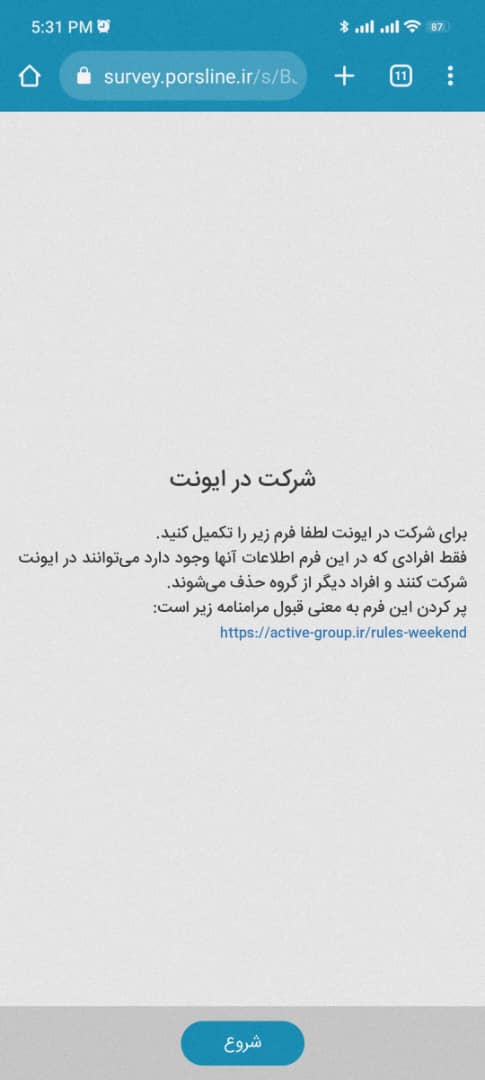 5:31 PM
87
survey.porsline.ir/s/B
11
شرکت در ایونت
برای شرکت در ایونت لطفا فرم زیر را تکمیل کنید.
فقط افرادی که در این فرم اطلاعات آنها وجود دارد می‌توانند در ایونت
شرکت کنند و افراد دیگر از گروه حذف می‌شوند.
پر کردن این فرم به معنی قبول مرامنامه زیر است:
https://active-group.ir/rules-weekend
شروع